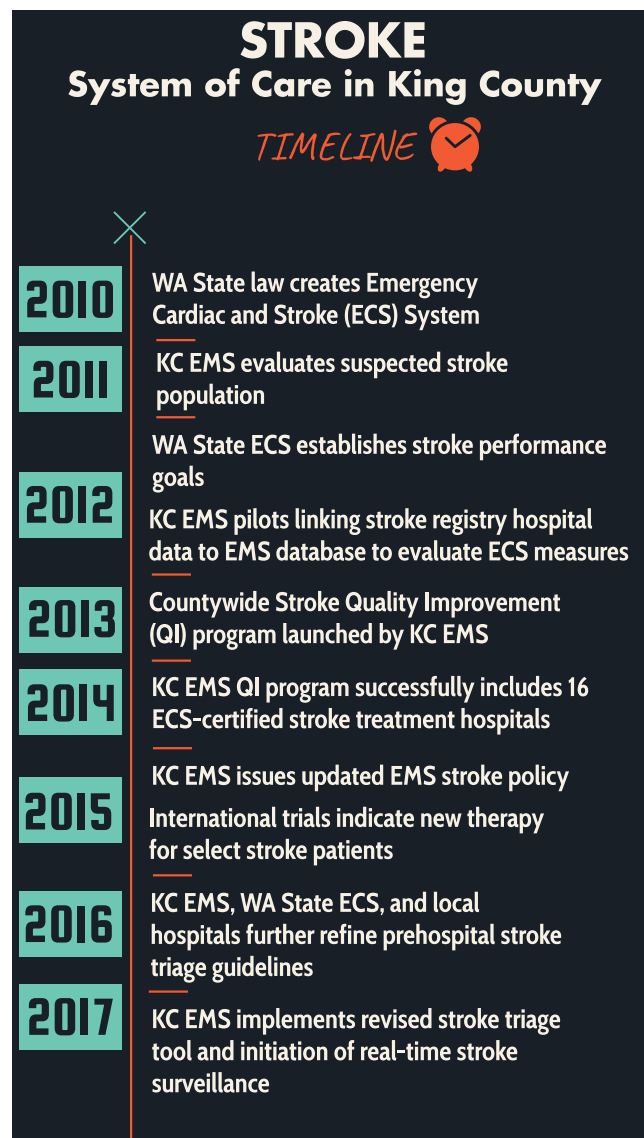 STROKE
System of Care in King County
TIMELINE
2010
WA State law creates Emergency
Cardiac and Stroke (ECS) System
2011
KC EMS evaluates suspected stroke
population
2012
WA State ECS establishes stroke performance
goals
KC EMS pilots linking stroke registry hospital
data to EMS database to evaluate ECS measures
2013
Countywide Stroke Quality Improvement
(QI) program launched by KC EMS
2014
KC EMS QI program successfully includes 16
ECS-certified stroke treatment hospitals
2015
KC EMS issues updated EMS stroke policy
International trials indicate new therapy
for select stroke patients
2016
KC EMS, WA State ECS, and local
hospitals further refine prehospital stroke
triage guidelines
2017
KC EMS implements revised stroke triage
tool and initiation of real-time stroke
surveillance